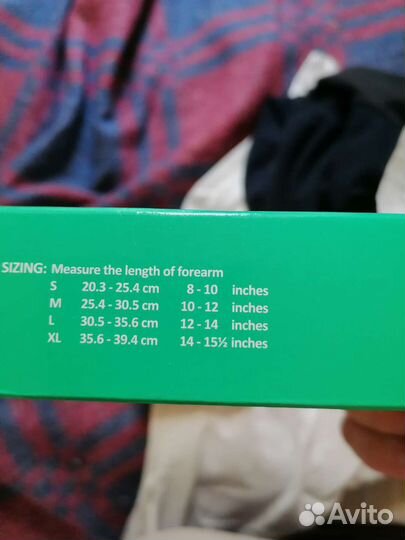 SIZING: Measure the length of forearm
S 20.3 - 25.4 cm 8 - 10 inches
M 25.4 - 30.5 cm 10 - 12 inches
L 30.5 - 35.6 cm 12 - 14 inches
XL 35.6 - 39.4 cm 14 - 15½ inches
Avito